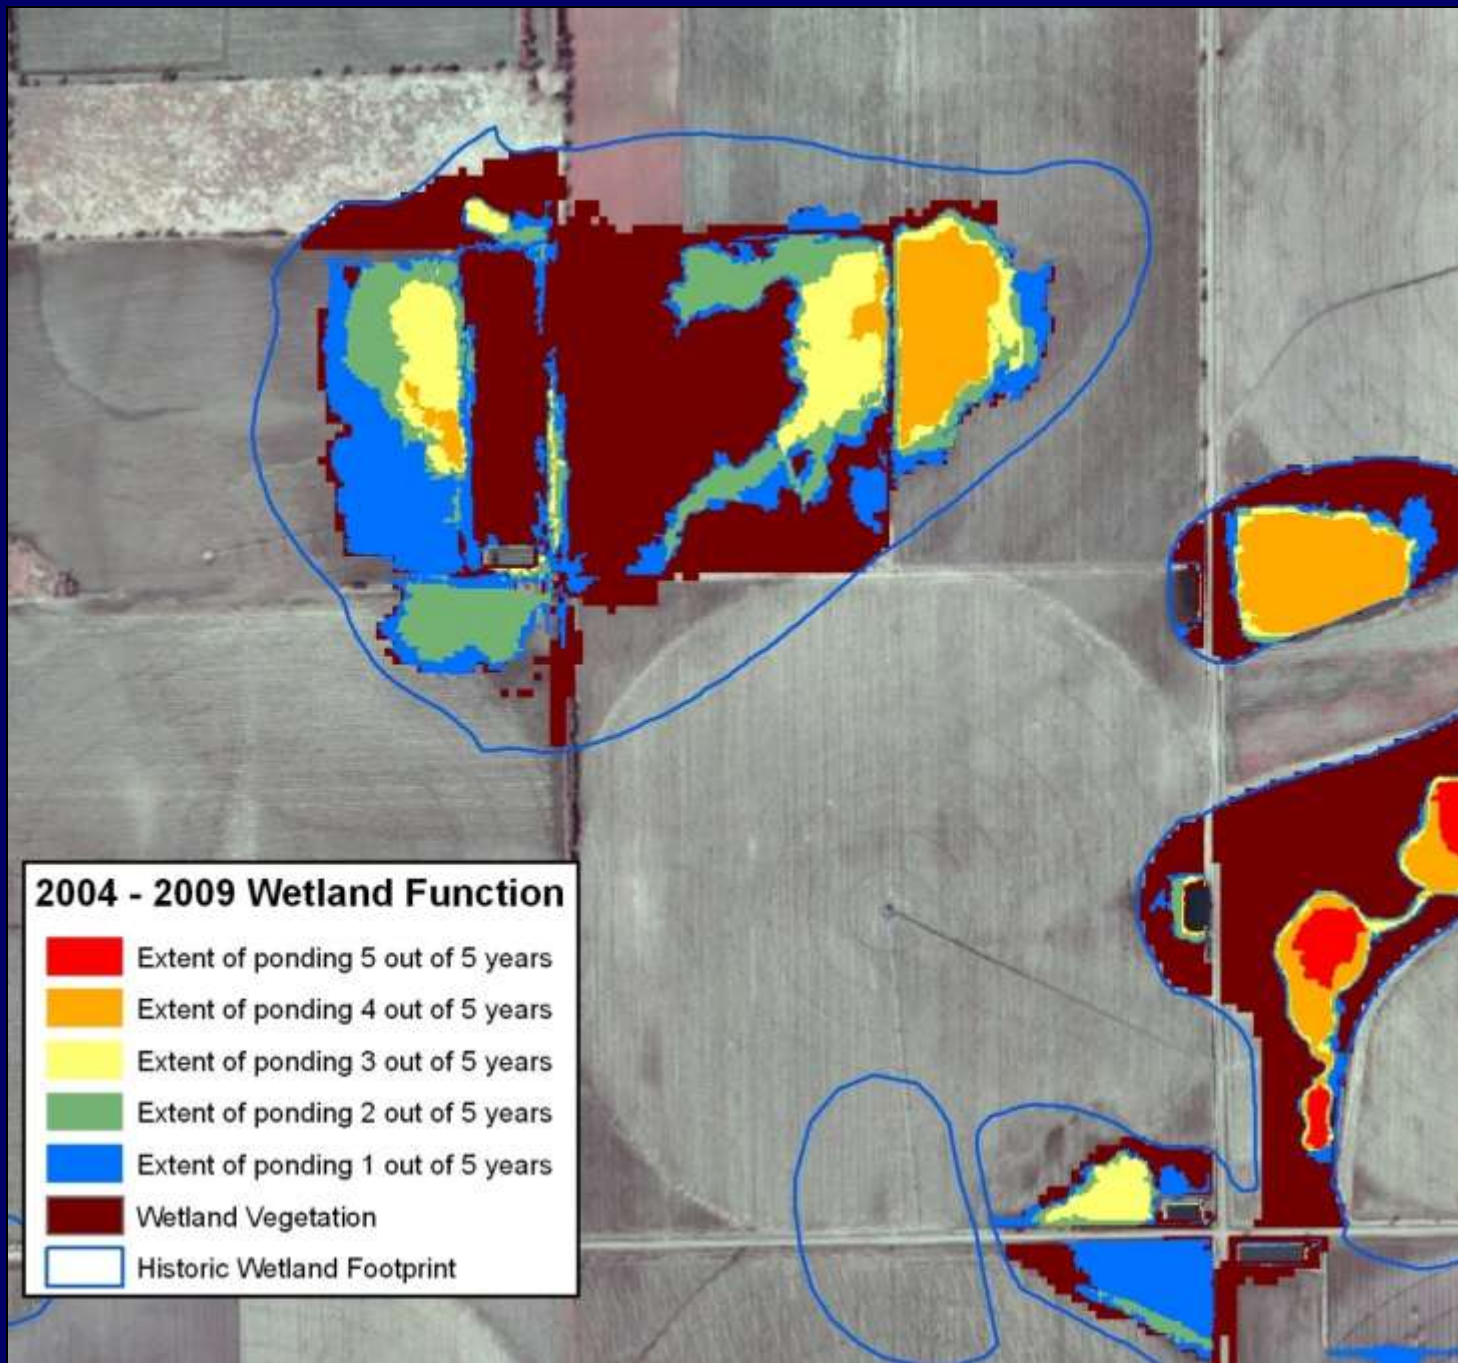 2004 - 2009 Wetland Function
Extent of ponding 5 out of 5 years
Extent of ponding 4 out of 5 years
Extent of ponding 3 out of 5 years
Extent of ponding 2 out of 5 years
Extent of ponding 1 out of 5 years
Wetland Vegetation
Historic Wetland Footprint